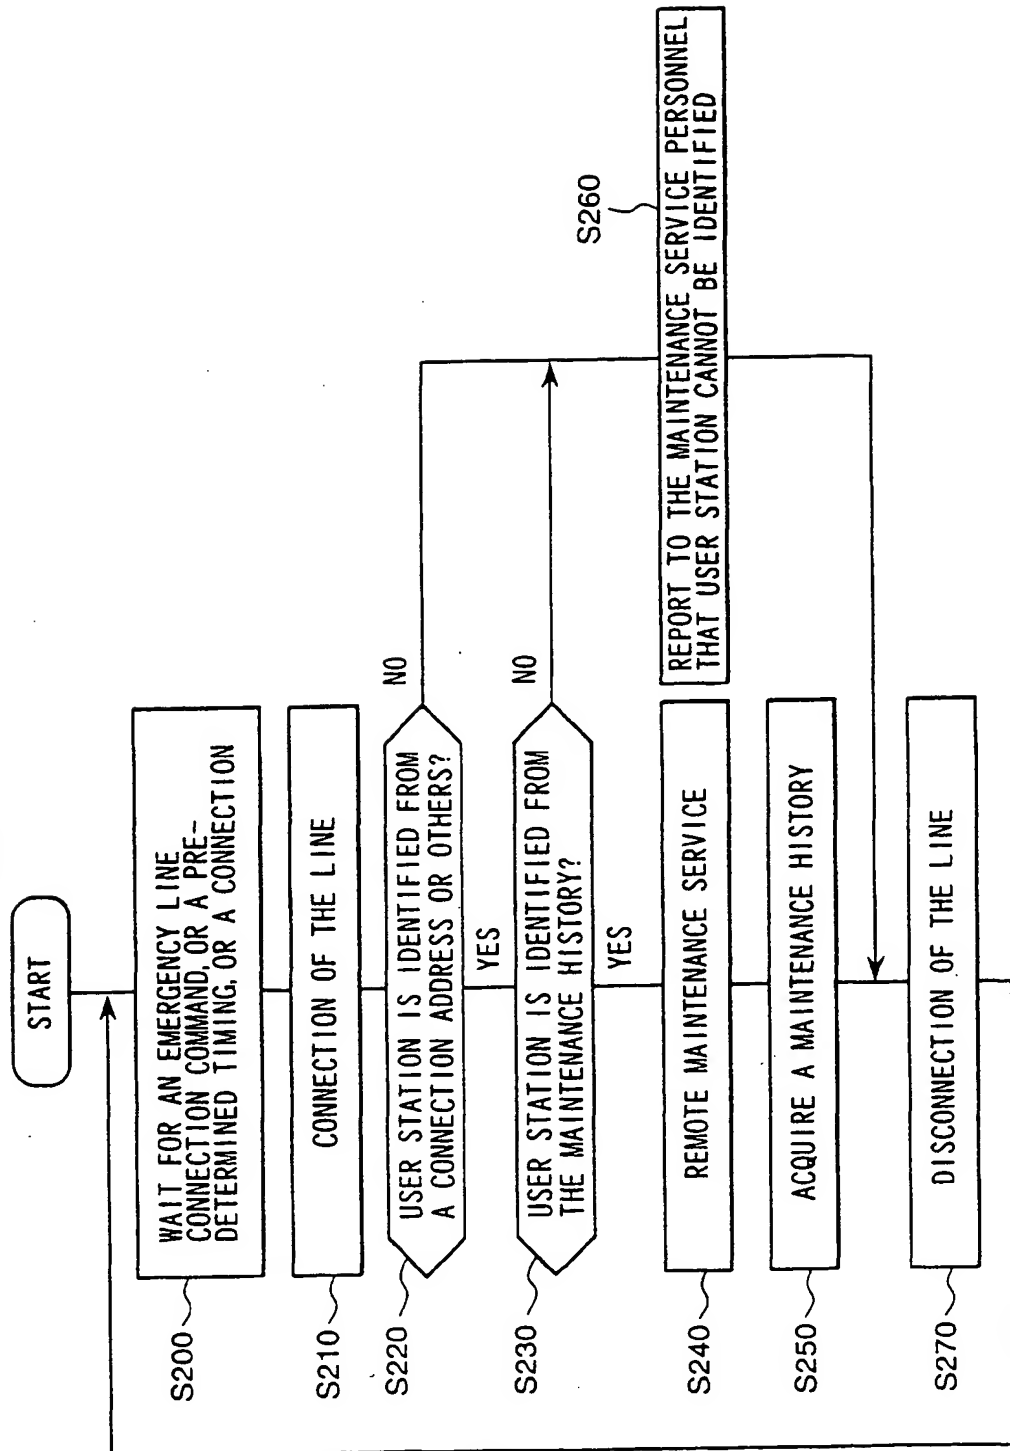 START
WAIT FOR AN EMERGENCY LINE
CONNECTION COMMAND, OR A PRE-
DETERMINED TIMING, OR A CONNECTION
S200
CONNECTION OF THE LINE
S210
USER STATION IS IDENTIFIED FROM
A CONNECTION ADDRESS OR OTHERS?
S220
NO
YES
USER STATION IS IDENTIFIED FROM
THE MAINTENANCE HISTORY?
S230
NO
YES
REMOTE MAINTENANCE SERVICE
S240
REPORT TO THE MAINTENANCE SERVICE PERSONNEL
THAT USER STATION CANNOT BE IDENTIFIED
S260
ACQUIRE A MAINTENANCE HISTORY
S250
DISCONNECTION OF THE LINE
S270